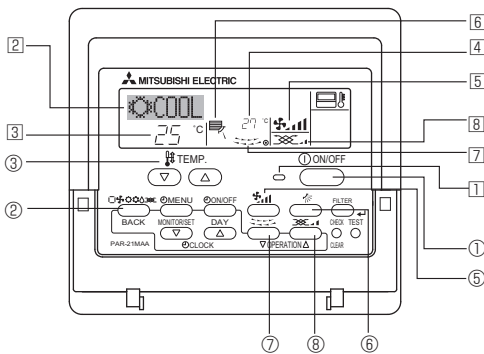 6
2
4
MITSUBISHI ELECTRIC
5
COOL
27 °C
3
25 °C
8
7
③
TEMP.
ON/OFF
1
②
MENU
ON/OFF
FILTER
BACK
MONITOR/SET
DAY
CHECK TEST
PAR-21MAA
CLOCK
OPERATION
CLEAR
①
⑤
⑦
⑧
⑥